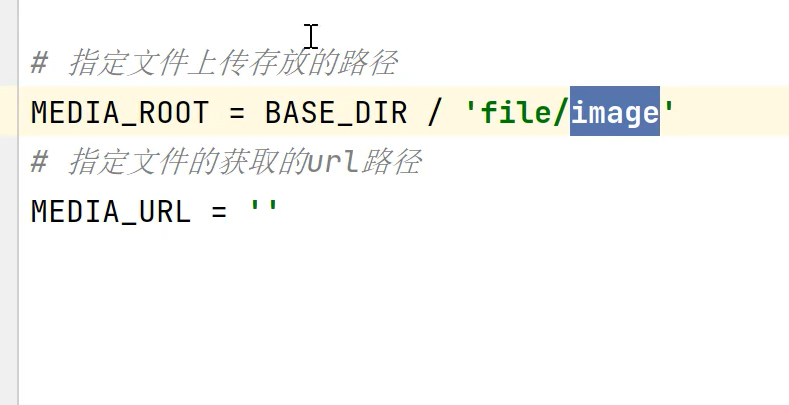 # 指定文件上传存放的路径
MEDIA_ROOT = BASE_DIR / 'file/image'
# 指定文件的获取的url路径
MEDIA_URL = ''